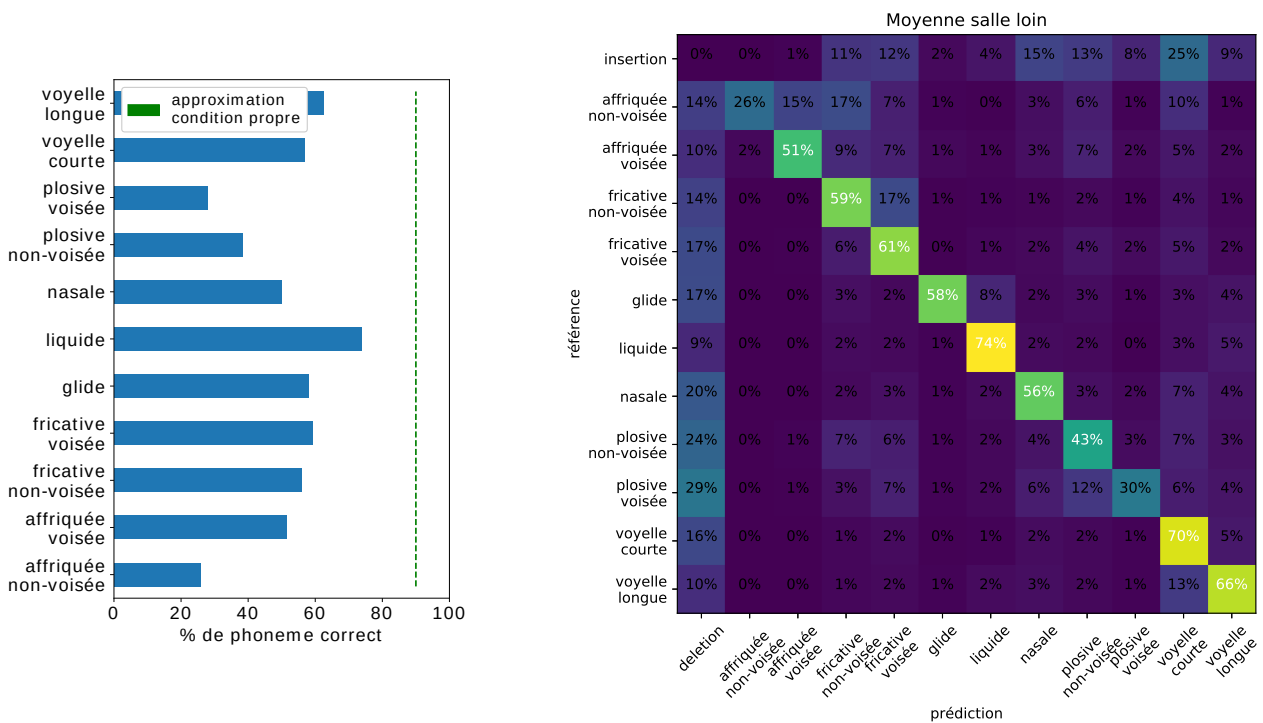 voyelle
longue
voyelle
courte
plosive
voisée
plosive
non-voisée
nasale
liquide
glide
fricative
voisée
fricative
non-voisée
affriquée
voisée
affriquée
non-voisée
approximation
condition propre
0 20 40 60 80 100
% de phoneme correct
Moyenne salle loin
référence
insertion 0% 0% 1% 11% 12% 2% 4% 15% 13% 8% 25% 9%
affriquée
non-voisée 14% 26% 15% 17% 7% 1% 0% 3% 6% 1% 10% 1%
affriquée
voisée 10% 2% 51% 9% 7% 1% 1% 3% 7% 2% 5% 2%
fricative
non-voisée 14% 0% 0% 59% 17% 1% 1% 1% 2% 1% 4% 1%
fricative
voisée 17% 0% 0% 6% 61% 0% 1% 2% 4% 2% 5% 2%
glide 17% 0% 0% 3% 2% 58% 8% 2% 3% 1% 3% 4%
liquide 9% 0% 0% 2% 2% 1% 74% 2% 2% 0% 3% 5%
nasale 20% 0% 0% 2% 3% 1% 2% 56% 3% 2% 7% 4%
plosive
non-voisée 24% 0% 1% 7% 6% 1% 2% 4% 43% 3% 7% 3%
plosive
voisée 29% 0% 1% 3% 7% 1% 2% 6% 12% 30% 6% 4%
voyelle
courte 16% 0% 0% 1% 2% 0% 1% 2% 2% 1% 70% 5%
voyelle
longue 10% 0% 0% 1% 2% 1% 2% 3% 2% 1% 13% 66%
deletion
affriquée
non-voisée
affriquée
voisée
fricative
non-voisée
fricative
voisée
glide
liquide
nasale
plosive
non-voisée
plosive
voisée
voyelle
courte
voyelle
longue
prédiction